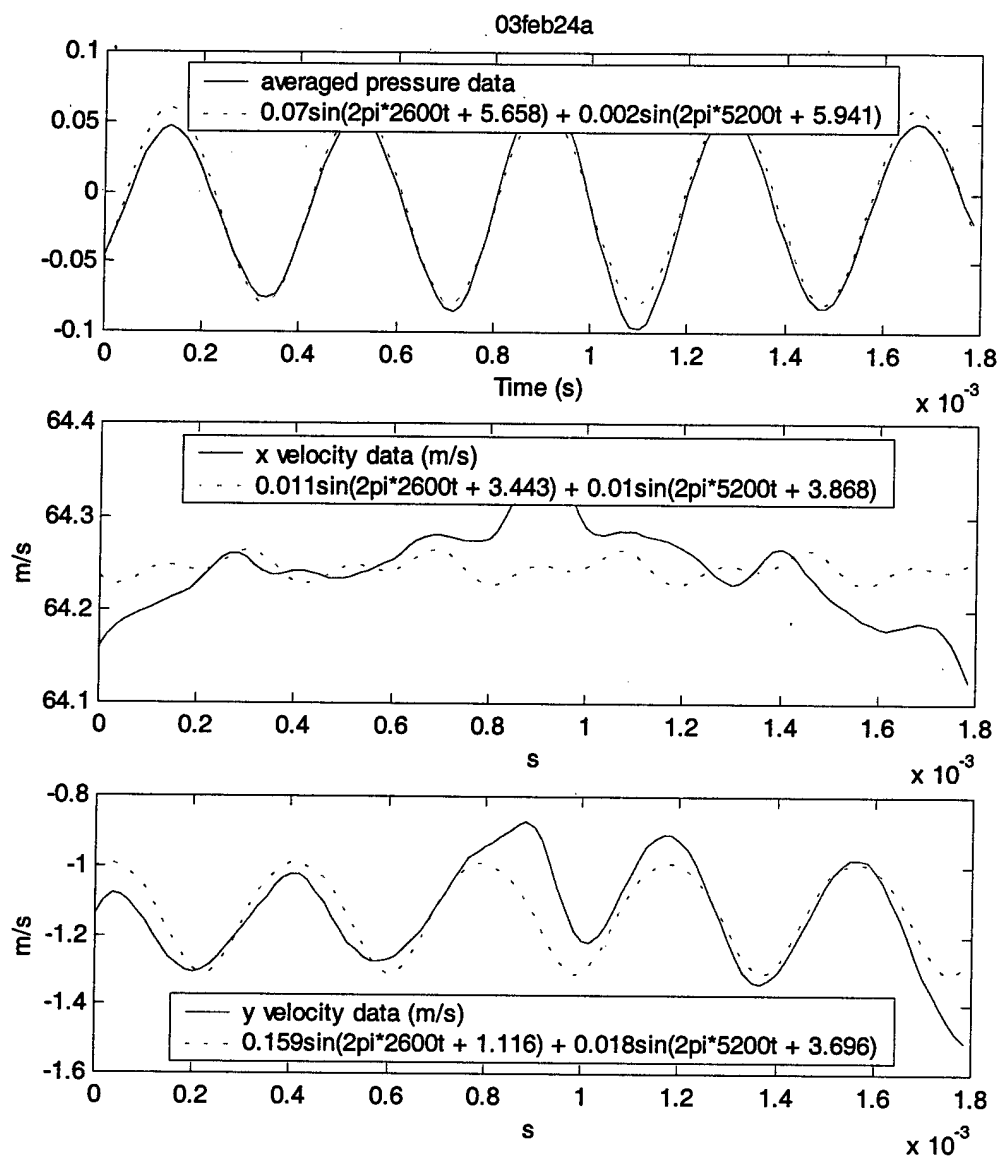 03feb24a
0.1
0.05
0
-0.05
-0.1
averaged pressure data
0.07sin(2pi*2600t + 5.658) + 0.002sin(2pi*5200t + 5.941)
0 0.2 0.4 0.6 0.8 1 1.2 1.4 1.6 1.8
Time (s)
x 10-3
64.4
64.3
64.2
64.1
m/s
x velocity data (m/s)
0.011sin(2pi*2600t + 3.443) + 0.01sin(2pi*5200t + 3.868)
0 0.2 0.4 0.6 0.8 1 1.2 1.4 1.6 1.8
s
x 10-3
-0.8
-1
-1.2
-1.4
-1.6
m/s
y velocity data (m/s)
0.159sin(2pi*2600t + 1.116) + 0.018sin(2pi*5200t + 3.696)
0 0.2 0.4 0.6 0.8 1 1.2 1.4 1.6 1.8
s
x 10-3